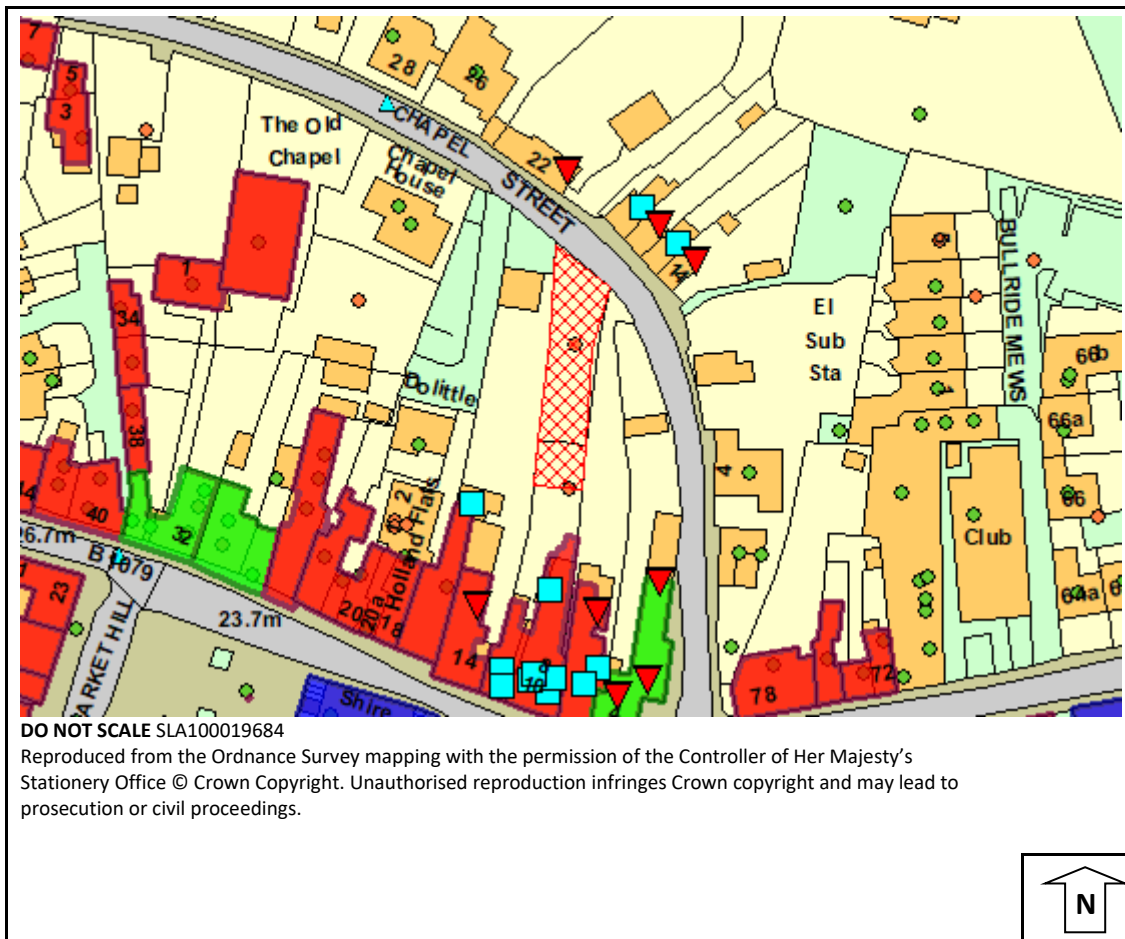 7
5
3
28
26
The Old
Chapel
CHAPEL
STREET
Chapel
House
22
14
1
34
38
El
Sub
Sta
BULLRIDE MEWS
66b
66a
66
Dolittle
4
1
Club
2
Holland Flats
40
32
B1079
26.7m
23
MARKET HILL
23.7m
20a
18
14
8
10
78
72
64a
Shire
DO NOT SCALE SLA100019684
Reproduced from the Ordnance Survey mapping with the permission of the Controller of Her Majesty's
Stationery Office © Crown Copyright. Unauthorised reproduction infringes Crown copyright and may lead to
prosecution or civil proceedings.
N